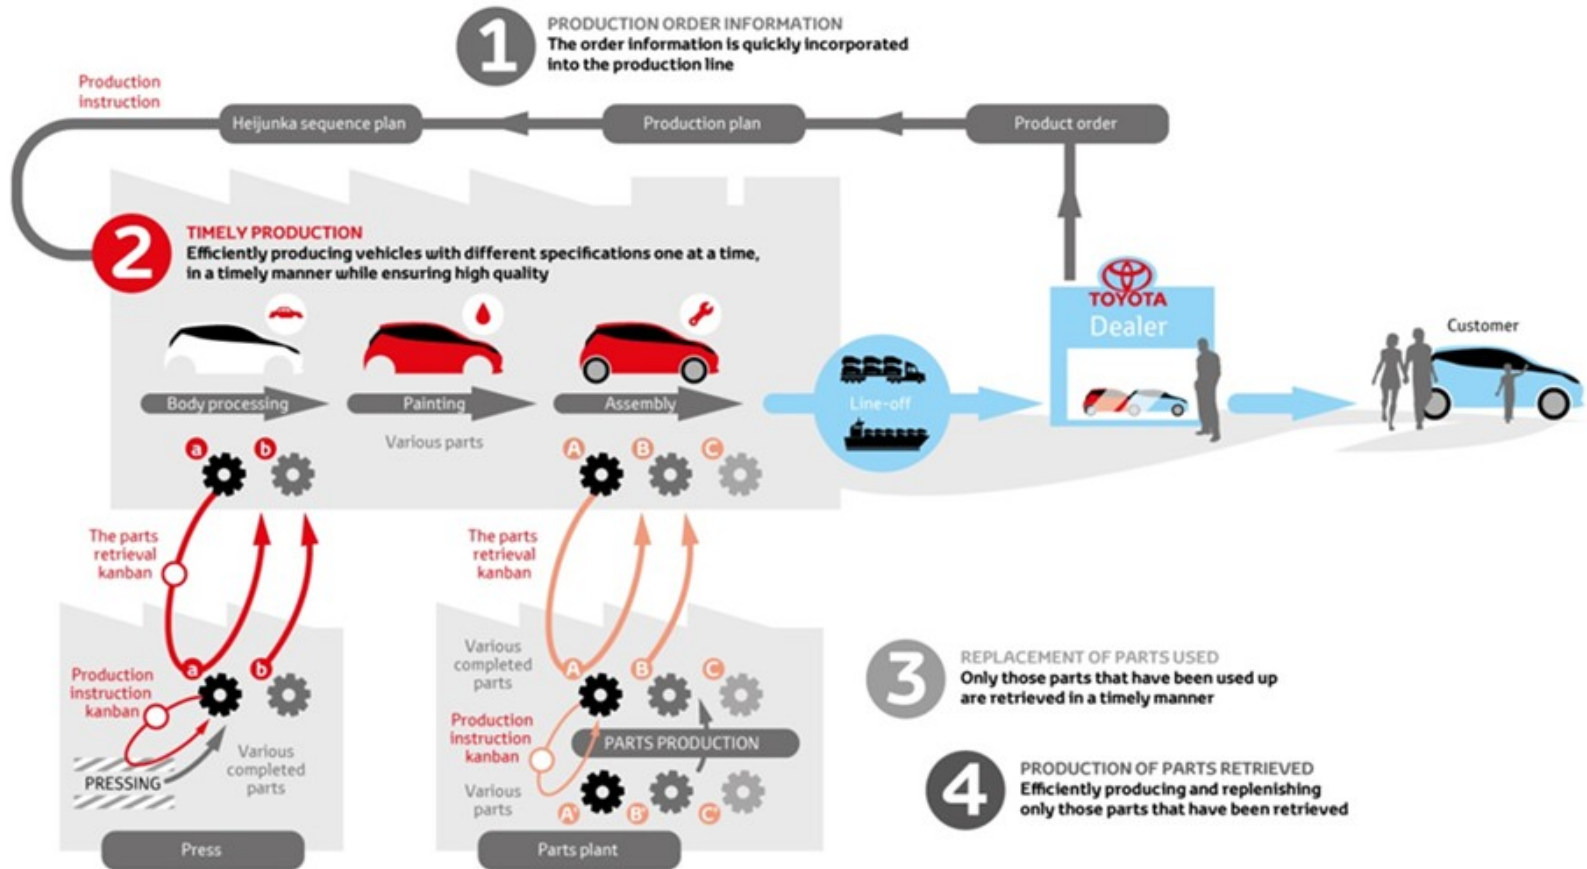 1
PRODUCTION ORDER INFORMATION
The order information is quickly incorporated
into the production line
Production
instruction
Heijunka sequence plan
Production plan
Product order
2
TIMELY PRODUCTION
Efficiently producing vehicles with different specifications one at a time,
in a timely manner while ensuring high quality
TOYOTA
Dealer
Customer
Body processing
Painting
Assembly
Line-off
Various parts
a
b
A
B
C
The parts
retrieval
kanban
The parts
retrieval
kanban
a
b
Production
instruction
kanban
PRESSING
Various
completed
parts
Press
Various
completed
parts
A
B
C
Production
instruction
kanban
PARTS PRODUCTION
Various
parts
A'
B'
C'
Parts plant
3
REPLACEMENT OF PARTS USED
Only those parts that have been used up
are retrieved in a timely manner
4
PRODUCTION OF PARTS RETRIEVED
Efficiently producing and replenishing
only those parts that have been retrieved